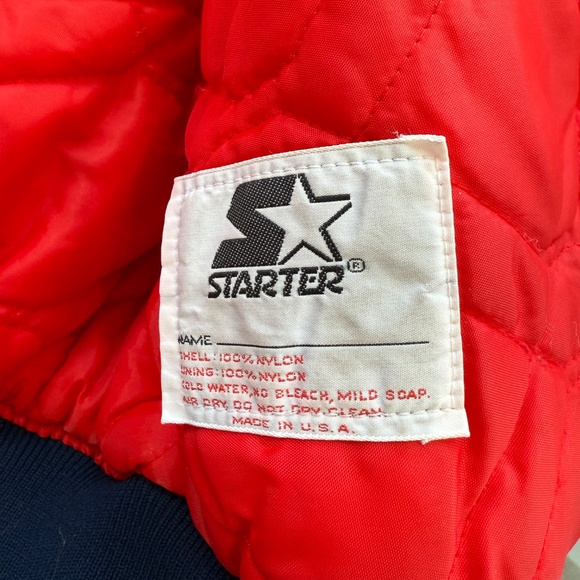 STARTER®
NAME
SHELL: 100% NYLON
LINING: 100% NYLON
COLD WATER, NO BLEACH, MILD SOAP.
AIR DRY, DO NOT DRY CLEAN
MADE IN U.S.A.